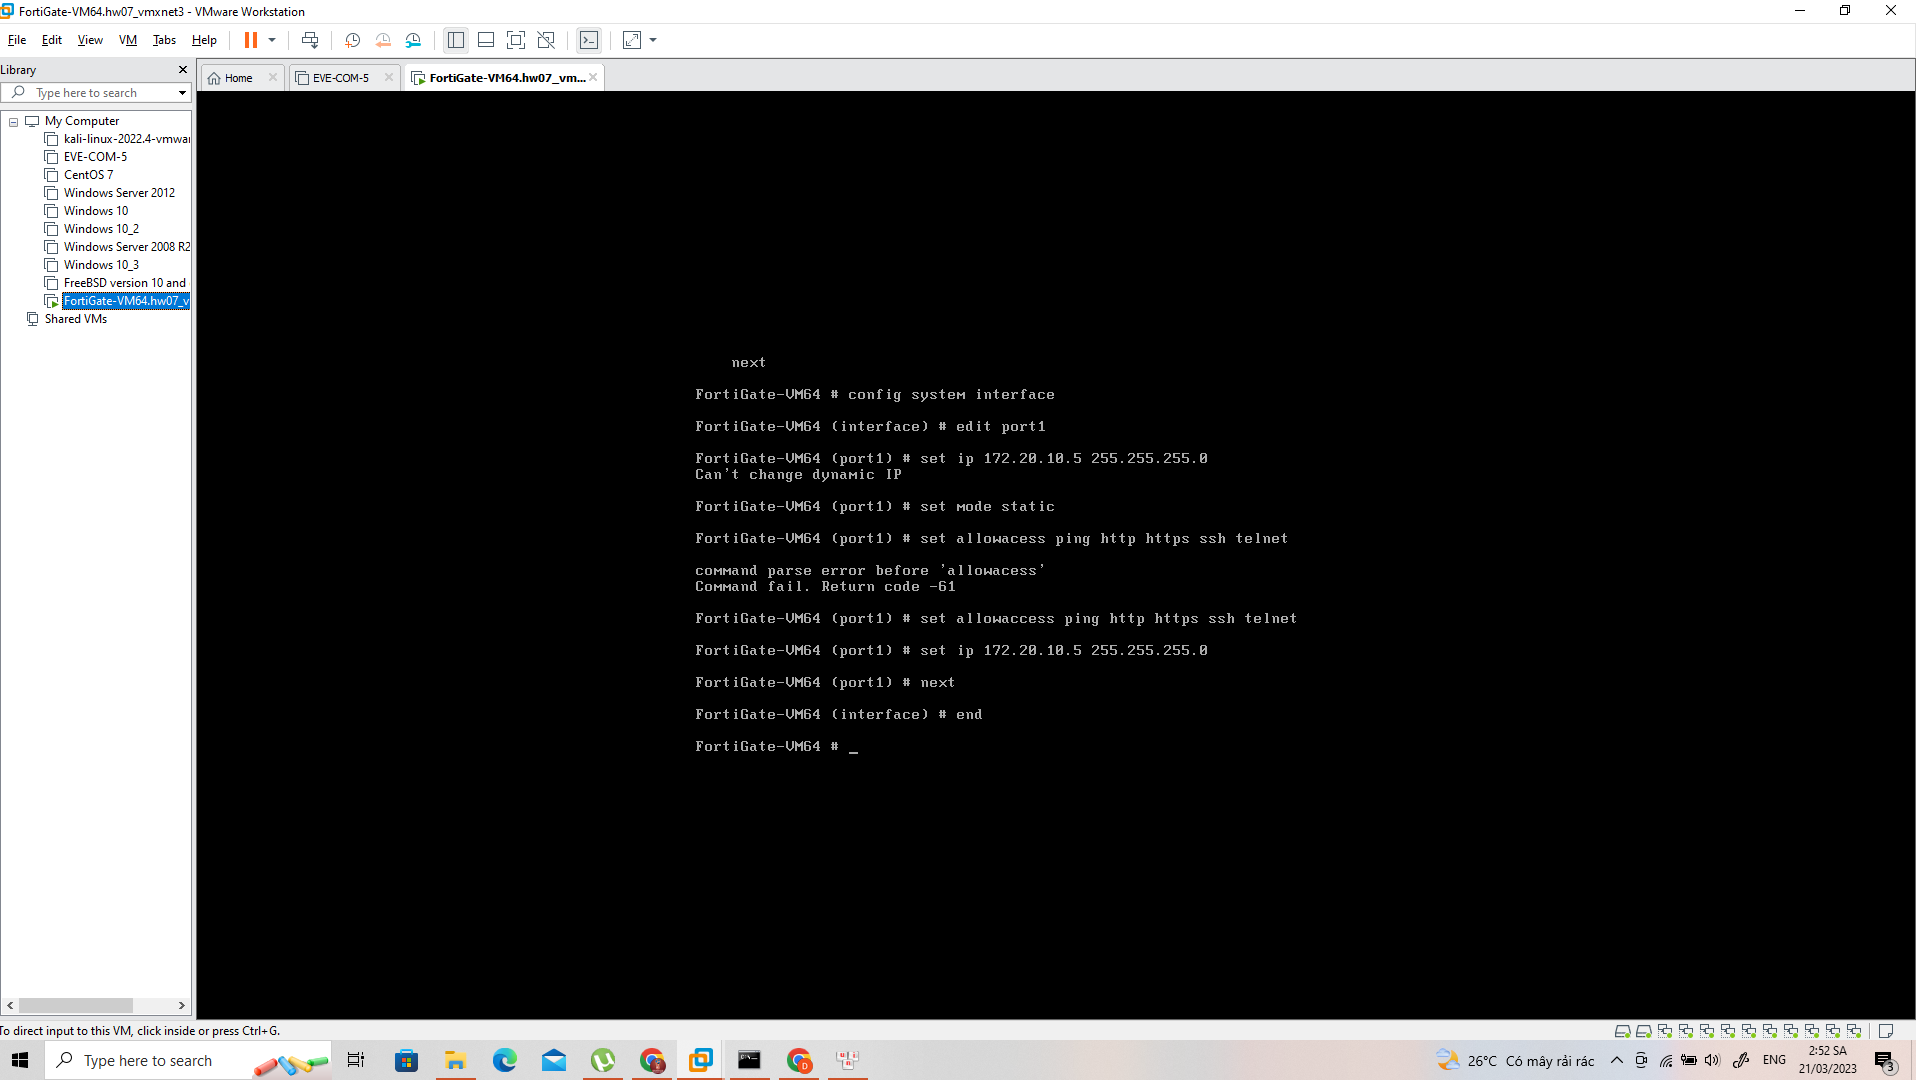 FortiGate-VM64.hw07_vmxnet3 - VMware Workstation
File Edit View VM Tabs Help
Library
Home
EVE-COM-5
FortiGate-VM64.hw07_vm...
Type here to search
My Computer
kali-linux-2022.4-vmwar
EVE-COM-5
CentOS 7
Windows Server 2012
Windows 10
Windows 10_2
Windows Server 2008 R2
Windows 10_3
FreeBSD version 10 and
FortiGate-VM64.hw07_v
Shared VMs
next
FortiGate-VM64 # config system interface
FortiGate-VM64 (interface) # edit port1
FortiGate-VM64 (port1) # set ip 172.20.10.5 255.255.255.0
Can't change dynamic IP
FortiGate-VM64 (port1) # set mode static
FortiGate-VM64 (port1) # set allowacess ping http https ssh telnet
command parse error before 'allowacess'
Command fail. Return code -61
FortiGate-VM64 (port1) # set allowaccess ping http https ssh telnet
FortiGate-VM64 (port1) # set ip 172.20.10.5 255.255.255.0
FortiGate-VM64 (port1) # next
FortiGate-VM64 (interface) # end
FortiGate-VM64 # _
To direct input to this VM, click inside or press Ctrl+G.
Type here to search
26°C Có mây rải rác
ENG
2:52 SA
21/03/2023
3